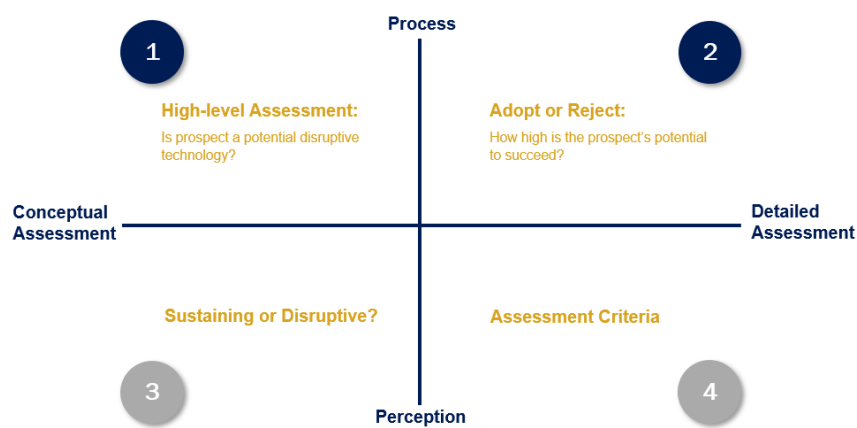 Process
1
2
High-level Assessment:
Is prospect a potential disruptive
technology?
Adopt or Reject:
How high is the prospect's potential
to succeed?
Conceptual
Assessment
Detailed
Assessment
Sustaining or Disruptive?
Assessment Criteria
3
4
Perception